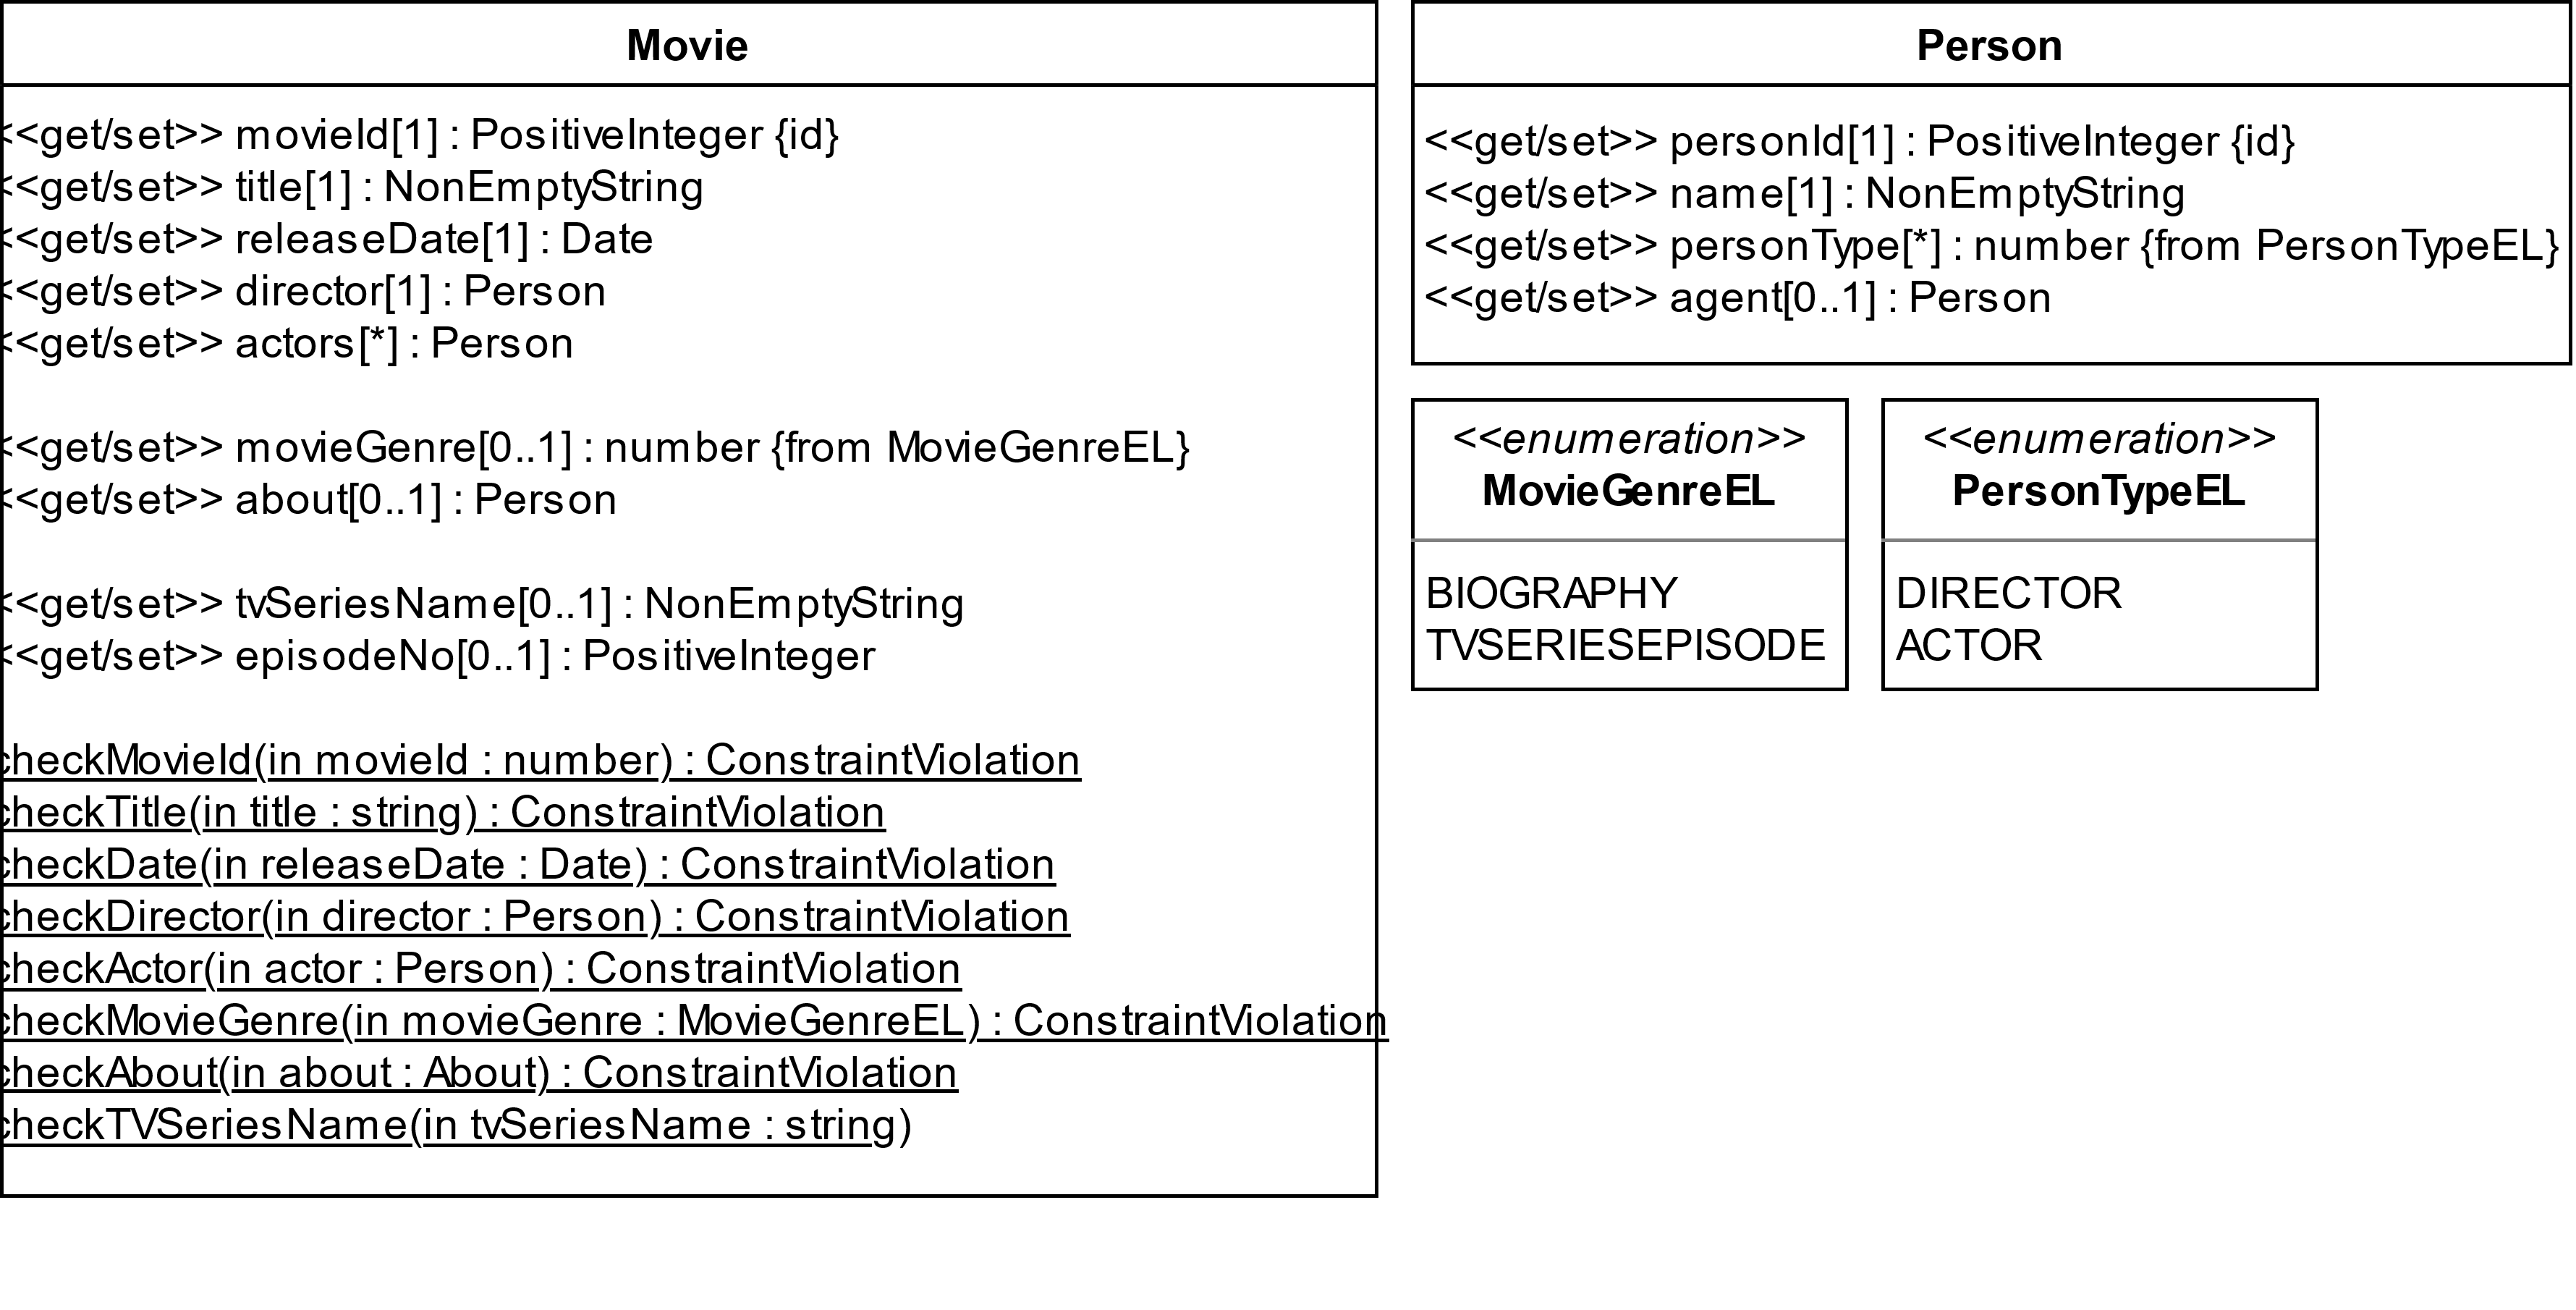 Movie
<<get/set>> movieId[1] : PositiveInteger {id}
<<get/set>> title[1] : NonEmptyString
<<get/set>> releaseDate[1] : Date
<<get/set>> director[1] : Person
<<get/set>> actors[*] : Person
<<get/set>> movieGenre[0..1] : number {from MovieGenreEL}
<<get/set>> about[0..1] : Person
<<get/set>> tvSeriesName[0..1] : NonEmptyString
<<get/set>> episodeNo[0..1] : PositiveInteger
checkMovieId(in movieId : number) : ConstraintViolation
checkTitle(in title : string) : ConstraintViolation
checkDate(in releaseDate : Date) : ConstraintViolation
checkDirector(in director : Person) : ConstraintViolation
checkActor(in actor : Person) : ConstraintViolation
checkMovieGenre(in movieGenre : MovieGenreEL) : ConstraintViolation
checkAbout(in about : About) : ConstraintViolation
checkTVSeriesName(in tvSeriesName : string)
Person
<<get/set>> personId[1] : PositiveInteger {id}
<<get/set>> name[1] : NonEmptyString
<<get/set>> personType[*] : number {from PersonTypeEL}
<<get/set>> agent[0..1] : Person
<<enumeration>>
MovieGenreEL
BIOGRAPHY
TVSERIESEPISODE
<<enumeration>>
PersonTypeEL
DIRECTOR
ACTOR